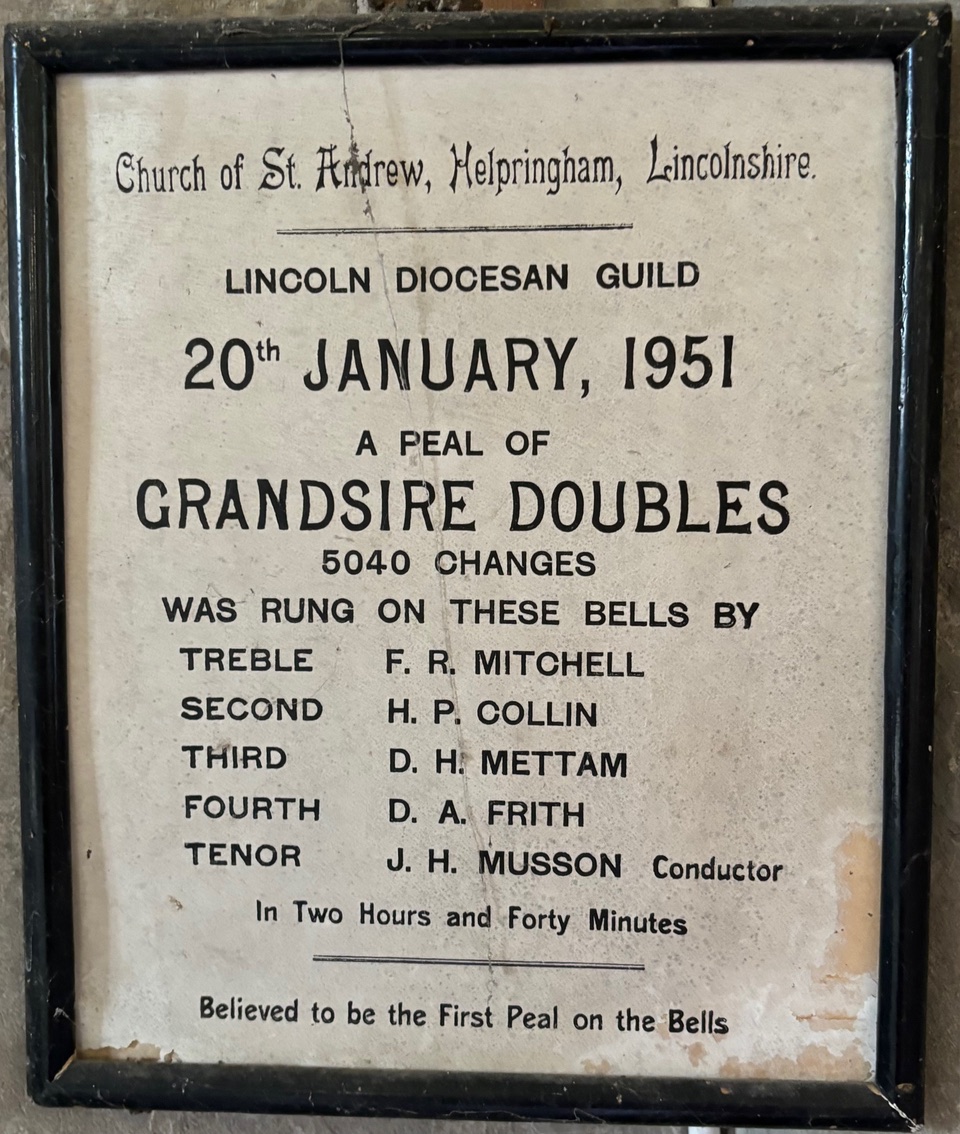 Church of St. Andrew, Helpringham, Lincolnshire.
LINCOLN DIOCESAN GUILD
20th JANUARY, 1951
A PEAL OF
GRANDSIRE DOUBLES
5040 CHANGES
WAS RUNG ON THESE BELLS BY
TREBLE F. R. MITCHELL
SECOND H. P. COLLIN
THIRD D. H. METTAM
FOURTH D. A. FRITH
TENOR J. H. MUSSON Conductor
In Two Hours and Forty Minutes
Believed to be the First Peal on the Bells